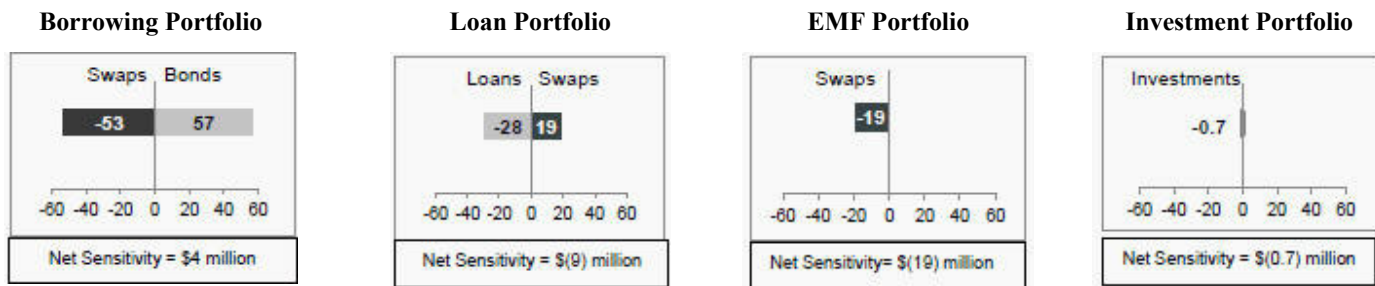 Borrowing Portfolio
Swaps Bonds
-53 57
-60 -40 -20 0 20 40 60
Net Sensitivity = $4 million
Loan Portfolio
Loans Swaps
-28 19
-60 -40 -20 0 20 40 60
Net Sensitivity = $(9) million
EMF Portfolio
Swaps
-19
-60 -40 -20 0 20 40 60
Net Sensitivity= $(19) million
Investment Portfolio
Investments
-0.7
-60 -40 -20 0 20 40 60
Net Sensitivity = $(0.7) million